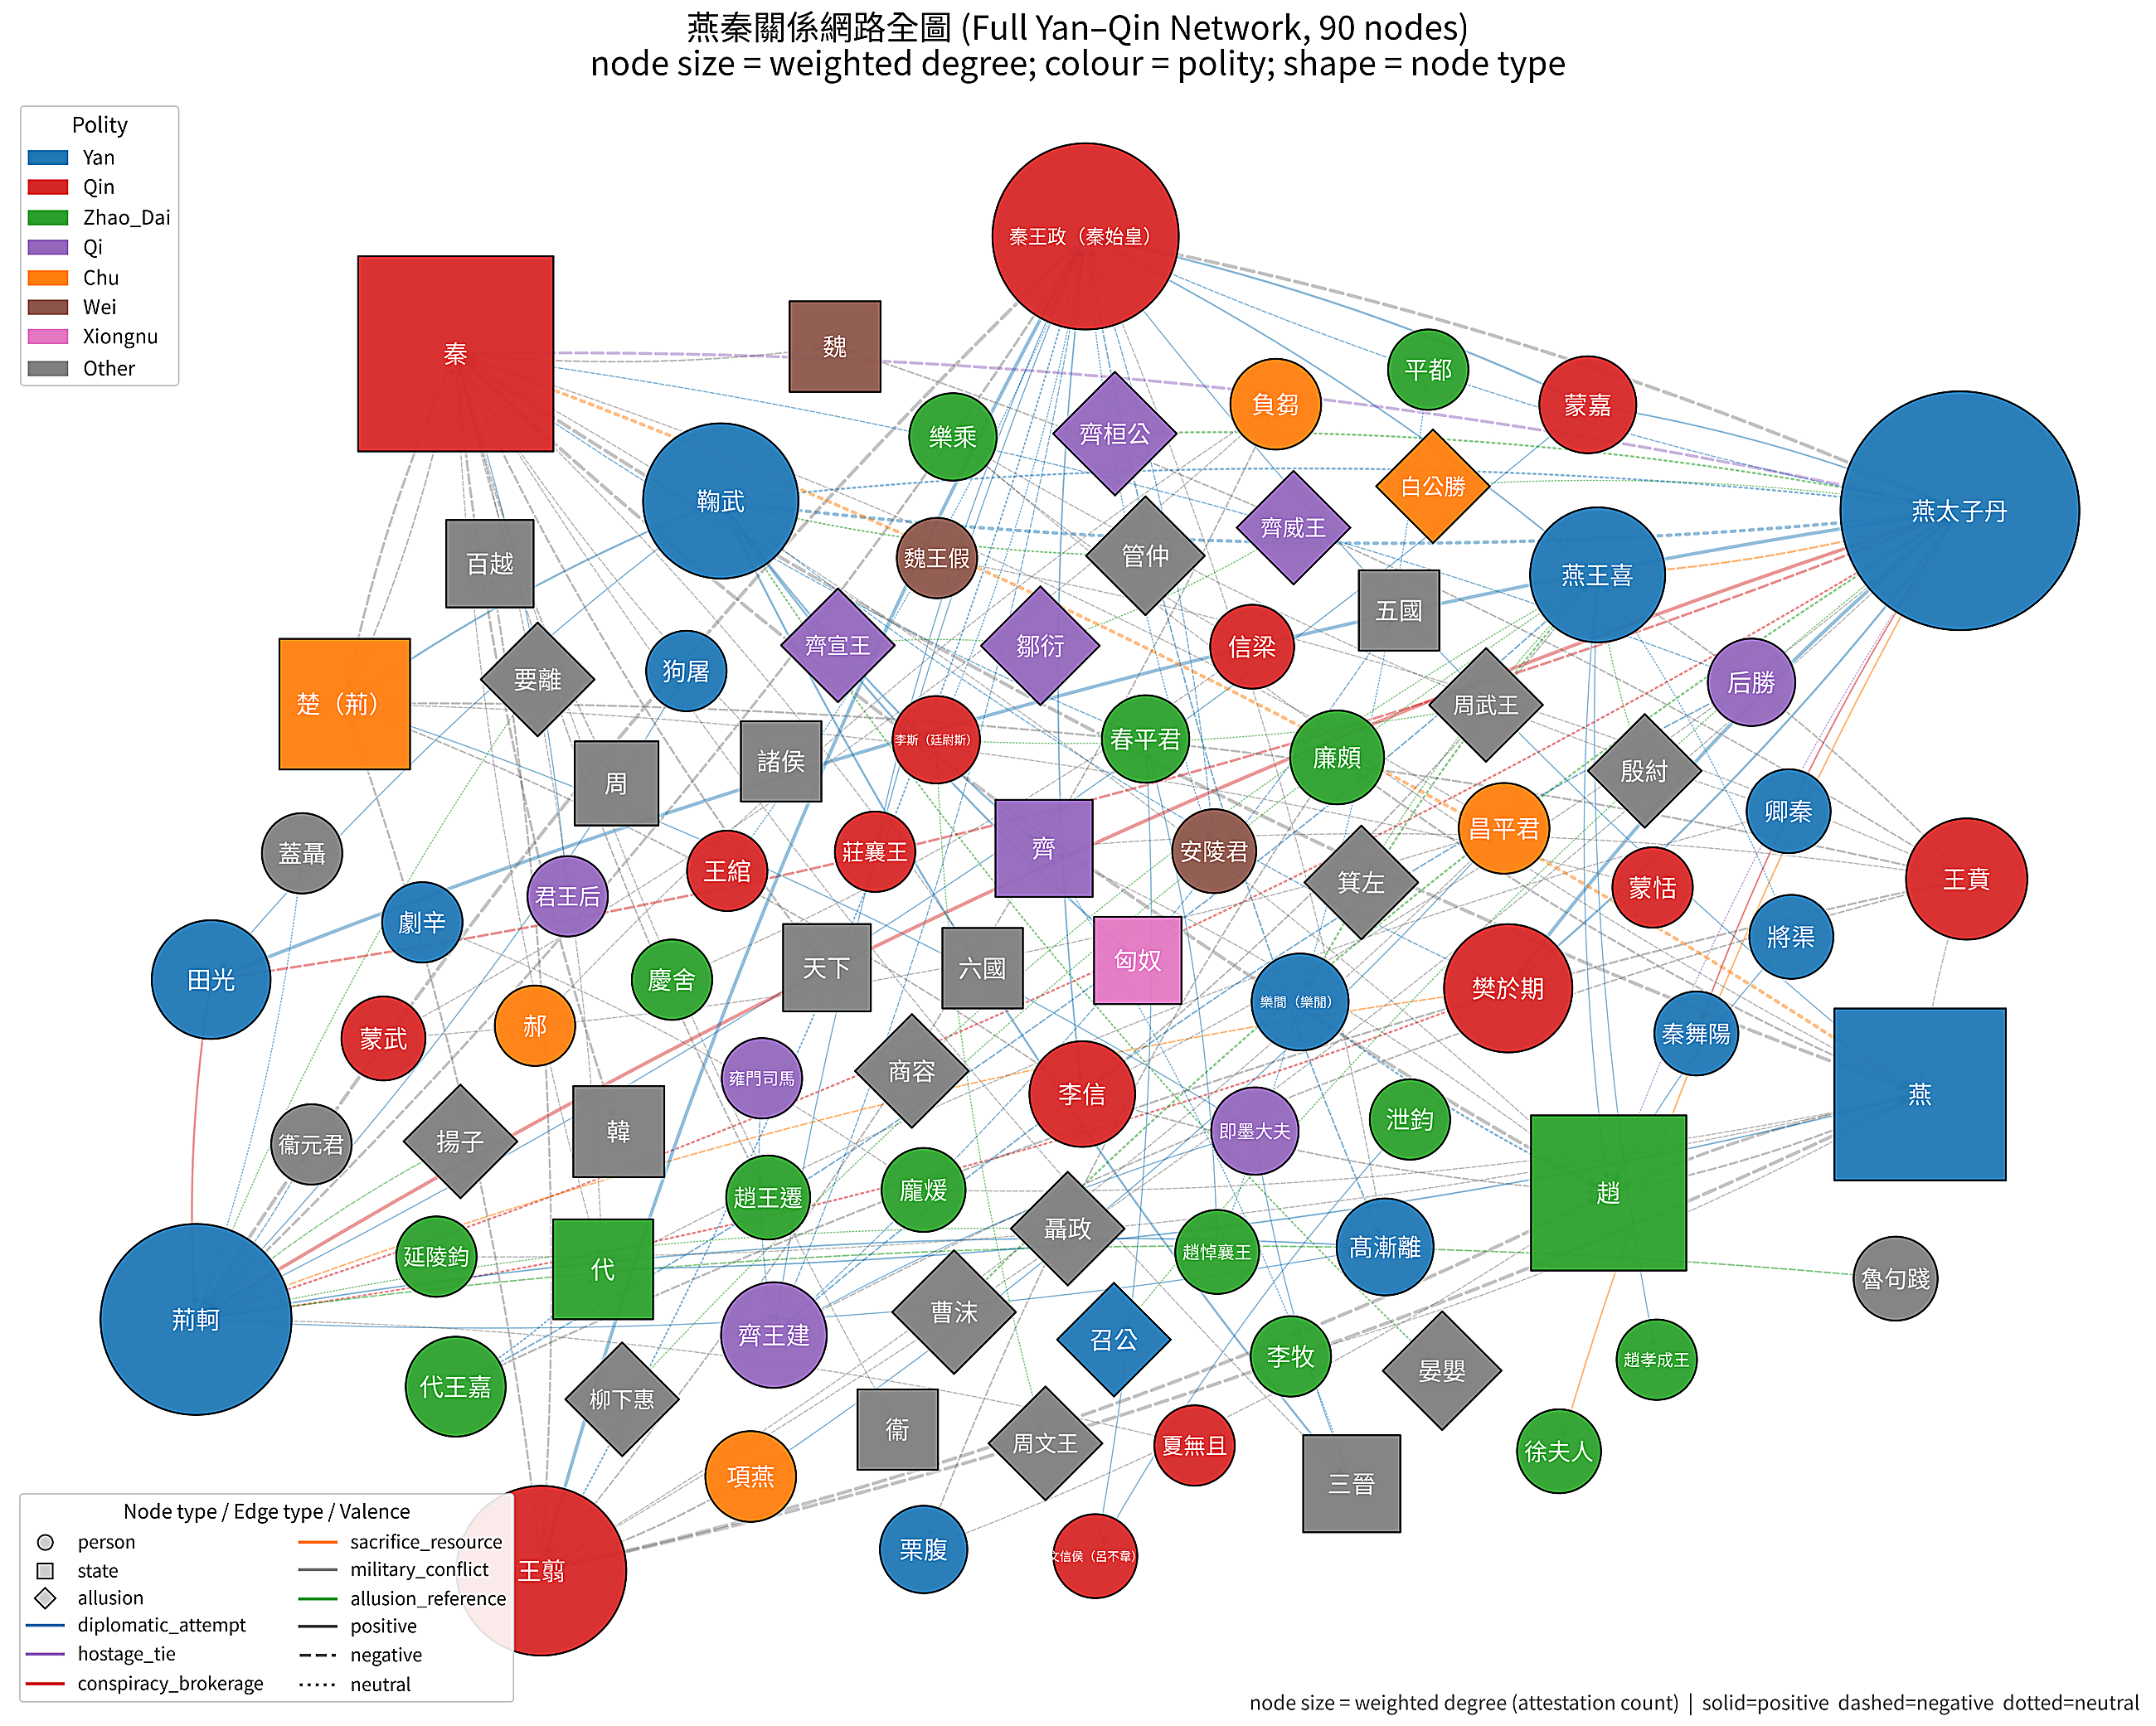 燕秦關係網路全圖 (Full Yan–Qin Network, 90 nodes)
node size = weighted degree; colour = polity; shape = node type
Polity
Yan
Qin
Zhao_Dai
Qi
Chu
Wei
Xiongnu
Other
秦王政（秦始皇）
秦
魏
平都
負芻
蒙嘉
樂乘
齊桓公
白公勝
鞠武
燕太子丹
齊威王
管仲
魏王假
百越
燕王喜
五國
齊宣王
鄒衍
信梁
狗屠
要離
后勝
楚（荊）
周武王
李斯（廷尉斯）
春平君
廉頗
諸侯
殷紂
周
卿秦
昌平君
蓋聶
王綰
莊襄王
齊
安陵君
箕左
蒙恬
王賁
君王后
劇辛
將渠
田光
慶舍
天下
六國
匈奴
樂間（樂閒）
樊於期
蒙武
郝
秦舞陽
雍門司馬
商容
李信
燕
衞元君
揚子
韓
即墨大夫
泄鈞
趙王遷
龐煖
趙
聶政
延陵鈞
代
趙悼襄王
高漸離
魯句踐
荊軻
齊王建
曹沫
召公
李牧
晏嬰
趙孝成王
代王嘉
柳下惠
衞
周文王
夏無且
徐夫人
項燕
三晉
栗腹
文信侯（呂不韋）
王翦
Node type / Edge type / Valence
person
state
allusion
diplomatic_attempt
hostage_tie
conspiracy_brokerage
sacrifice_resource
military_conflict
allusion_reference
positive
negative
neutral
node size = weighted degree (attestation count) | solid=positive dashed=negative dotted=neutral